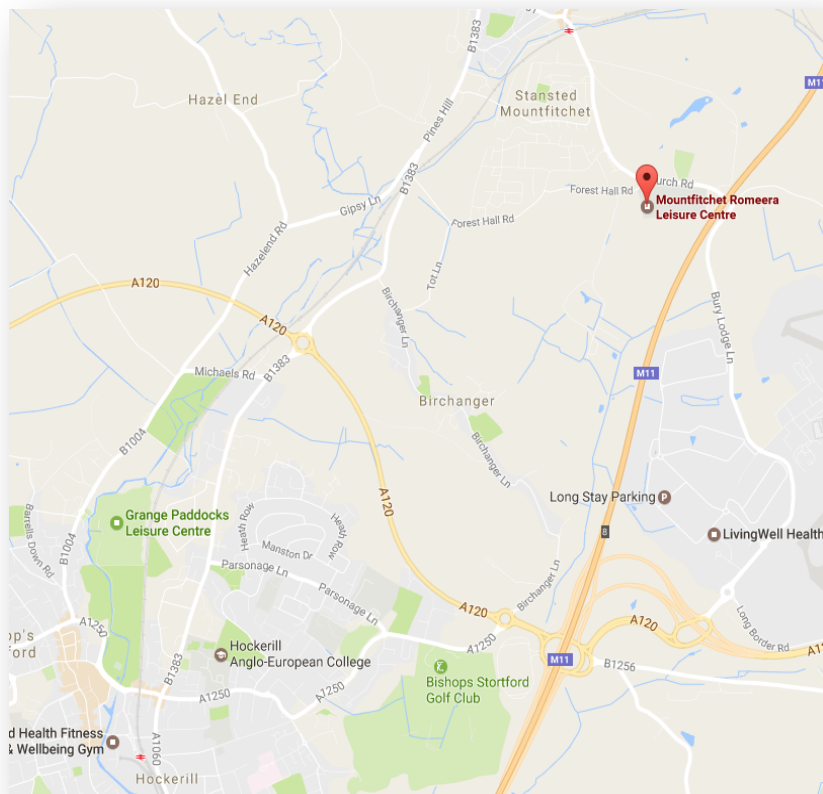 B1383
M11
Hazel End
Stansted
Mountfitchet
Pines Hill
B1383
Forest Hall Rd
urch Rd
Mountfitchet Romeera
Leisure Centre
Gipsy Ln
Forest Hall Rd
Hazelend Rd
Tot Ln
A120
Birchanger Ln
Bury Lodge Ln
A120
B1383
Michaels Rd
M11
Birchanger
B1004
Birchanger Ln
A120
Long Stay Parking
P
Grange Paddocks
Leisure Centre
Heath Row
Heath Row
Barrells Down Rd
B1004
Manston Dr
8
LivingWell Health
Parsonage Ln
Parsonage Ln
Birchanger Ln
A120
A120
Long Border Rd
A1250
op's
ford
A1250
Hockerill
Anglo-European College
B1383
M11
B1256
Bishops Stortford
Golf Club
A1250
A1250
A1060
d Health Fitness
& Wellbeing Gym
Hockerill